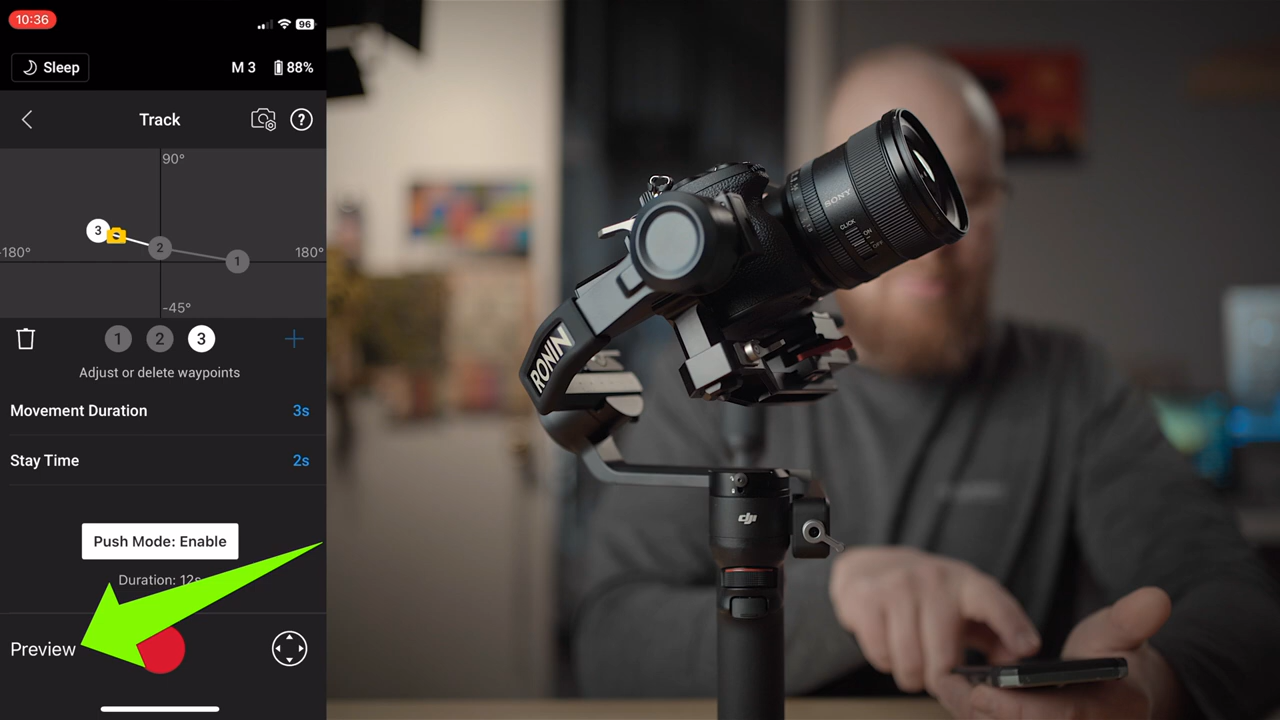 10:36
96
Sleep
M 3
88%
Track
?
90°
3
2
-180°
180°
1
-45°
1
2
3
Adjust or delete waypoints
Movement Duration
3s
Stay Time
2s
Push Mode: Enable
Duration: 12s
Preview
SONY
CLICK
ON
OFF
RONIN
dji